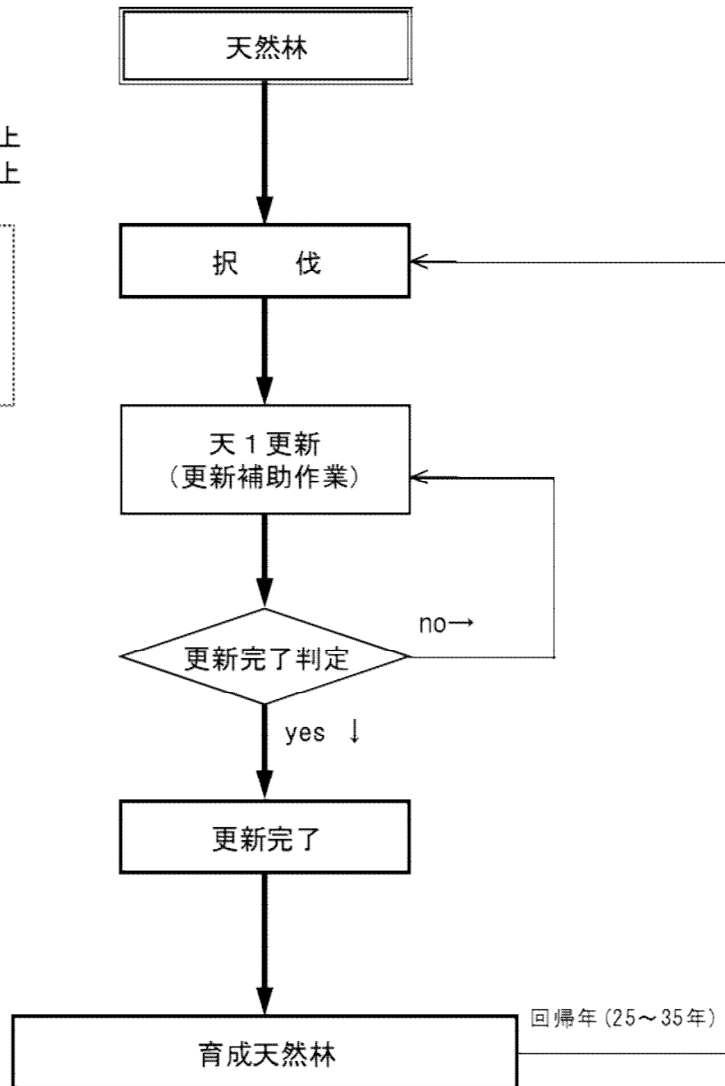 天然林
上
上
択　　伐
天１更新
（更新補助作業）
no→
更新完了判定
yes ↓
更新完了
回帰年(25～35年)
育成天然林